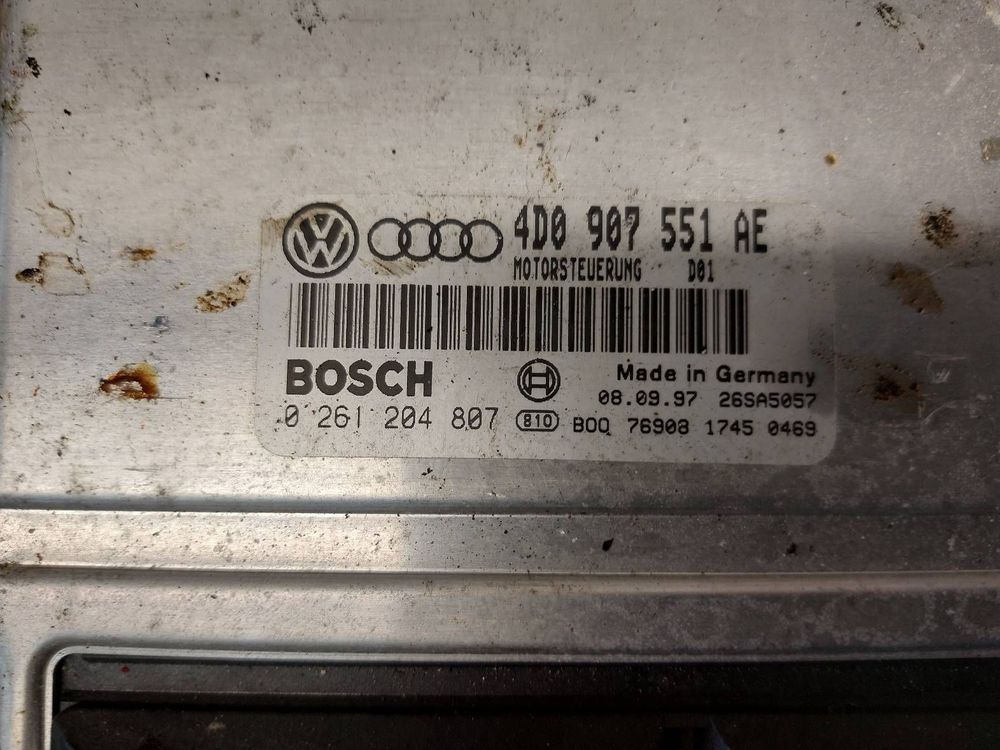 4D0 907 551 AE
MOTORSTEUERUNG D01
BOSCH
Made in Germany
08.09.97 26SA5057
0 261 204 807 810 B00 76908 1745 0469